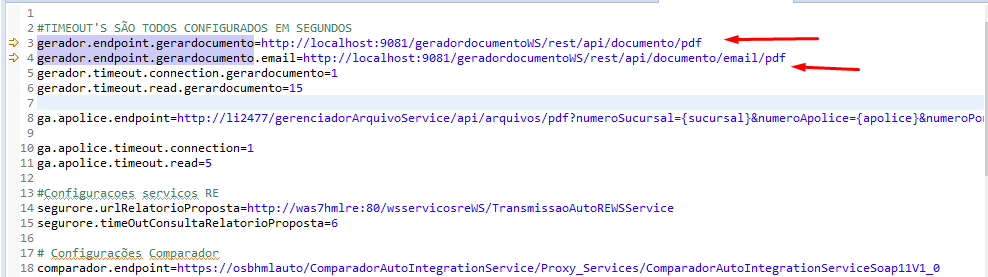 1
2 #TIMEOUT'S SÃO TODOS CONFIGURADOS EM SEGUNDOS
3 gerador.endpoint.gerardocumento=http://localhost:9081/geradordocumentoWS/rest/api/documento/pdf
4 gerador.endpoint.gerardocumento.email=http://localhost:9081/geradordocumentoWS/rest/api/documento/email/pdf
5 gerador.timeout.connection.gerardocumento=1
6 gerador.timeout.read.gerardocumento=15
7
8 ga.apolice.endpoint=http://li2477/gerenciadorArquivoService/api/arquivos/pdf?numeroSucursal={sucursal}&numeroApolice={apolice}&numeroPo
9
10 ga.apolice.timeout.connection=1
11 ga.apolice.timeout.read=5
12
13 #Configuracoes servicos RE
14 segurore.urlRelatorioProposta=http://was7hmlre:80/wsservicosreWS/TransmissaoAutoREWSService
15 segurore.timeOutConsultaRelatorioProposta=6
16
17 # Configurações Comparador
18 comparador.endpoint=https://osbhmlauto/ComparadorAutoIntegrationService/Proxy_Services/ComparadorAutoIntegrationServiceSoap11V1_0